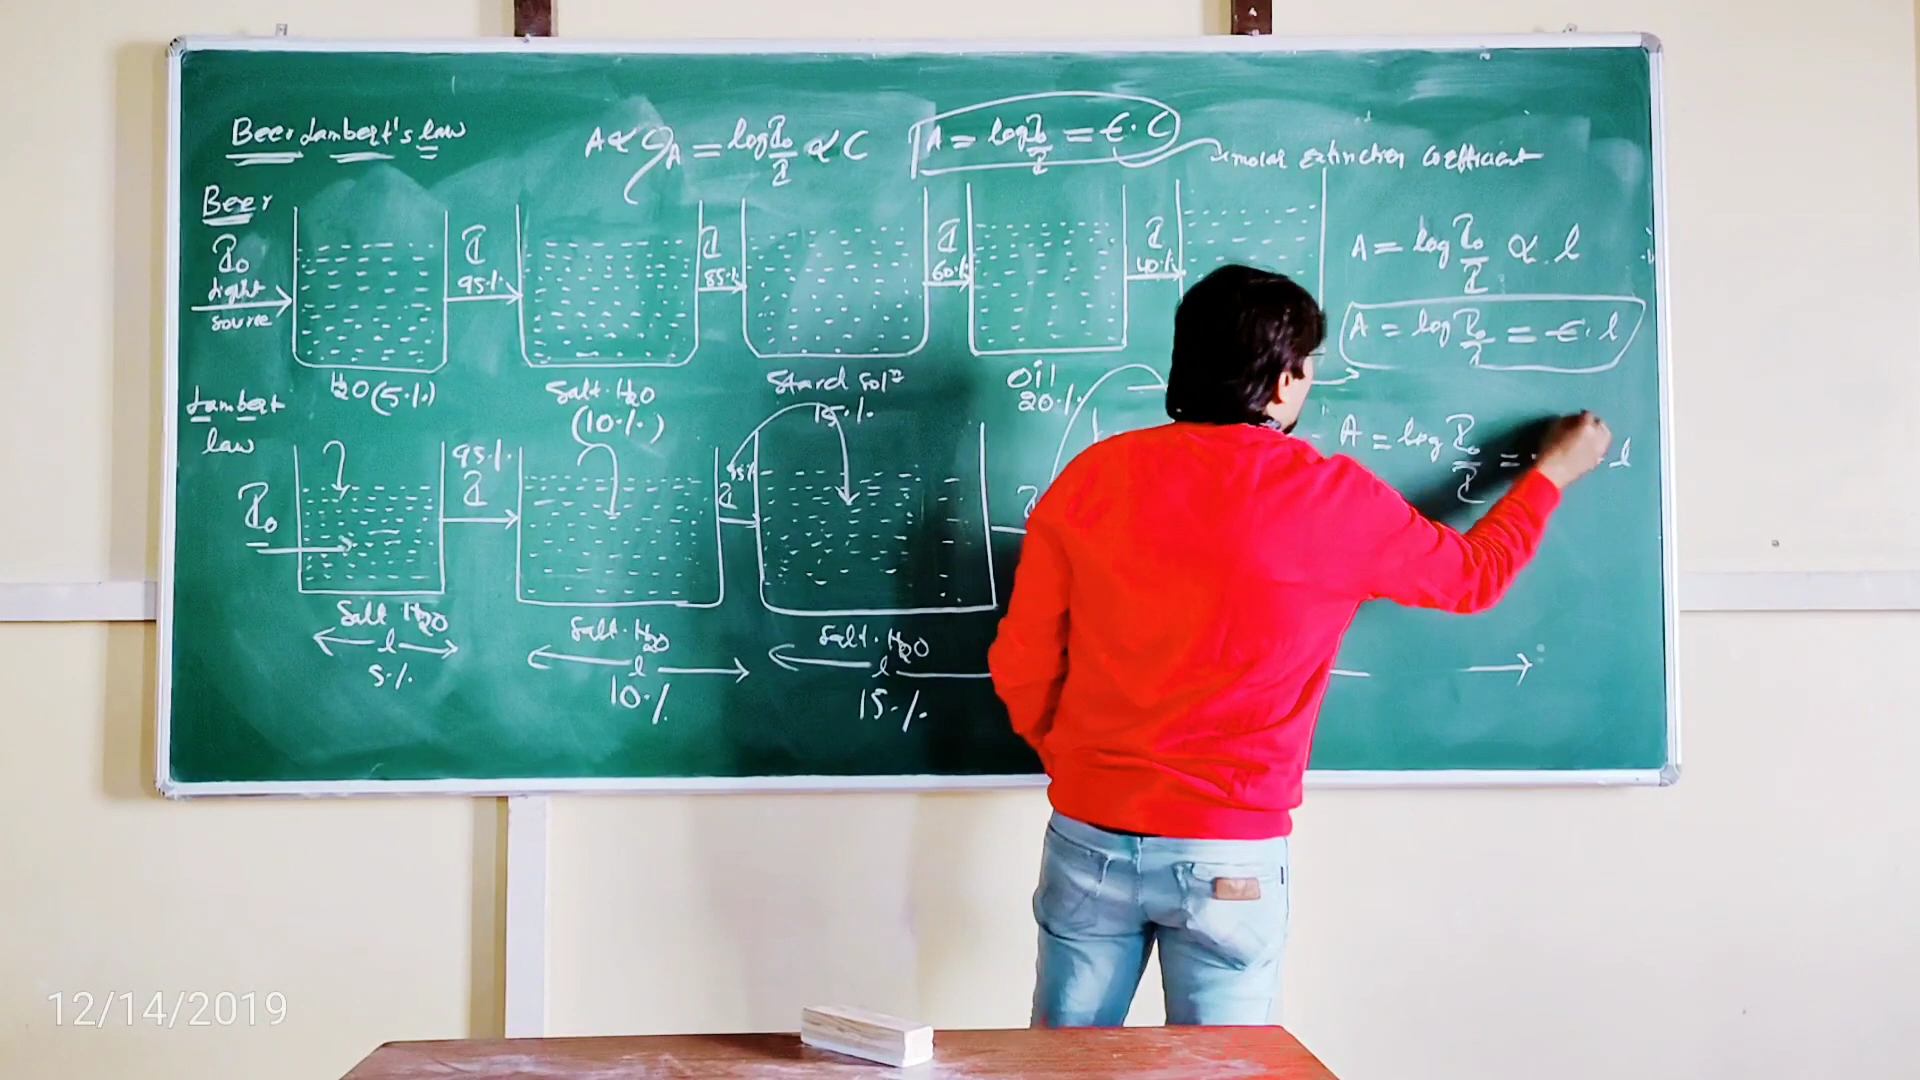 Beer Lambert's law
A ∝ C
A = log I₀/I ∝ C
A = log I₀/I = ϵ. C
molar extinction coefficient
Beer
I₀
Light
source
I
95%
I
85%
I
60%
I
40%
H₂O (5%)
Salt. H₂O
(10%)
Starch solⁿ
15%
Oil
20%
A = log I₀/I ∝ l
A = log I₀/I = ϵ. l
Lambert
law
I₀
95%
I
I
A = log I₀/I =
l
Salt H₂O
l
5%
Salt. H₂O
l
10%
Salt. H₂O
l
15%
12/14/2019